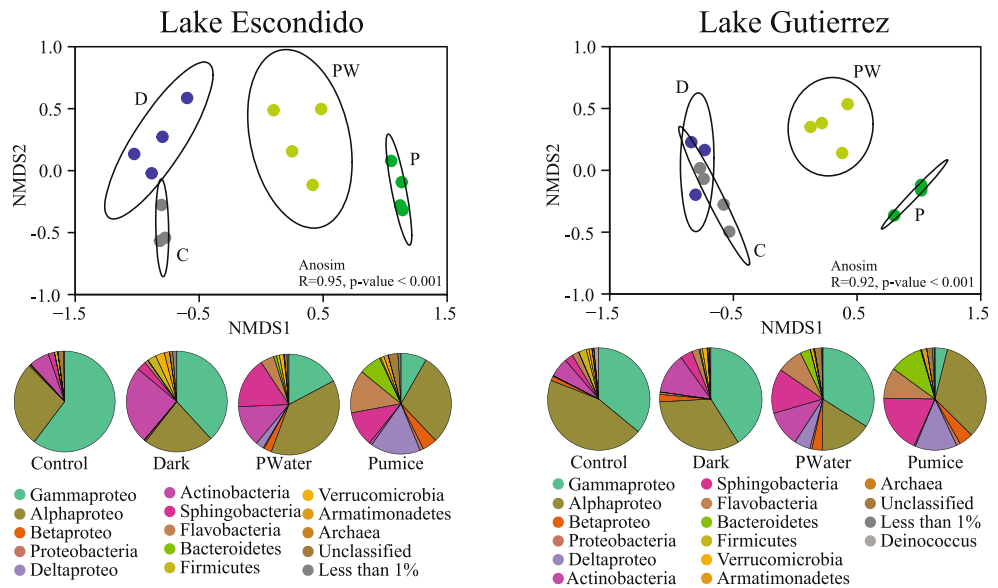 Lake Escondido
1.0
0.5
0.0
-0.5
-1.0
NMDS2
D
PW
P
C
Anosim
R=0.95, p-value < 0.001
−1.5 −0.5 0.5 1.5
NMDS1
Control Dark PWater Pumice
Gammaproteo
Alphaproteo
Betaproteo
Proteobacteria
Deltaproteo
Actinobacteria
Sphingobacteria
Flavobacteria
Bacteroidetes
Firmicutes
Verrucomicrobia
Armatimonadetes
Archaea
Unclassified
Less than 1%
Lake Gutierrez
1.0
0.5
0.0
-0.5
-1.0
NMDS2
D
PW
P
C
Anosim
R=0.92, p-value < 0.001
−1.5 −0.5 0.5 1.5
NMDS1
Control Dark PWater Pumice
Gammaproteo
Alphaproteo
Betaproteo
Proteobacteria
Deltaproteo
Actinobacteria
Sphingobacteria
Flavobacteria
Bacteroidetes
Firmicutes
Verrucomicrobia
Armatimonadetes
Archaea
Unclassified
Less than 1%
Deinococcus